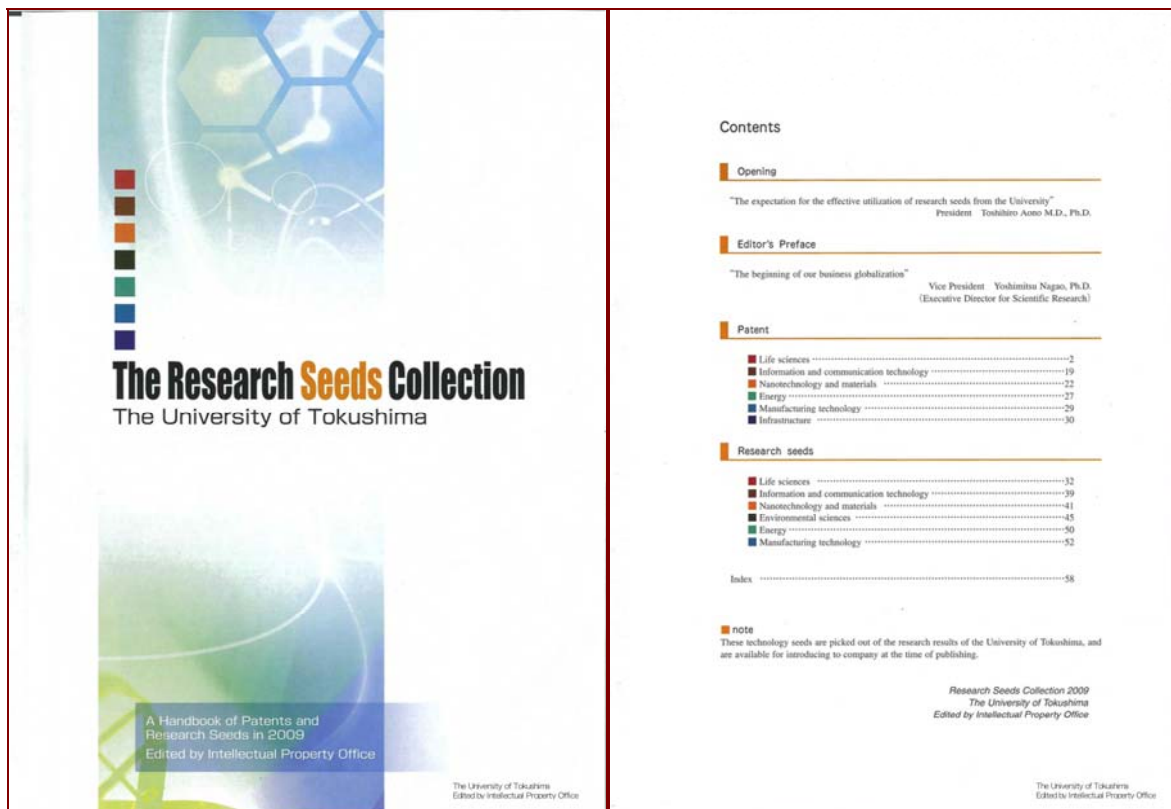 The Research Seeds Collection
The University of Tokushima
A Handbook of Patents and
Research Seeds in 2009
Edited by Intellectual Property Office
The University of Tokushima
Edited by Intellectual Property Office
Contents
Opening
"The expectation for the effective utilization of research seeds from the University"
President Toshihiro Aono M.D., Ph.D.
Editor's Preface
"The beginning of our business globalization"
Vice President Yoshimitsu Nagao, Ph.D.
(Executive Director for Scientific Research)
Patent
Life sciences 2
Information and communication technology 19
Nanotechnology and materials 22
Energy 27
Manufacturing technology 29
Infrastructure 30
Research seeds
Life sciences 32
Information and communication technology 39
Nanotechnology and materials 41
Environmental sciences 45
Energy 50
Manufacturing technology 52
Index 58
note
These technology seeds are picked out of the research results of the University of Tokushima, and
are available for introducing to company at the time of publishing.
Research Seeds Collection 2009
The University of Tokushima
Edited by Intellectual Property Office
The University of Tokushima
Edited by Intellectual Property Office